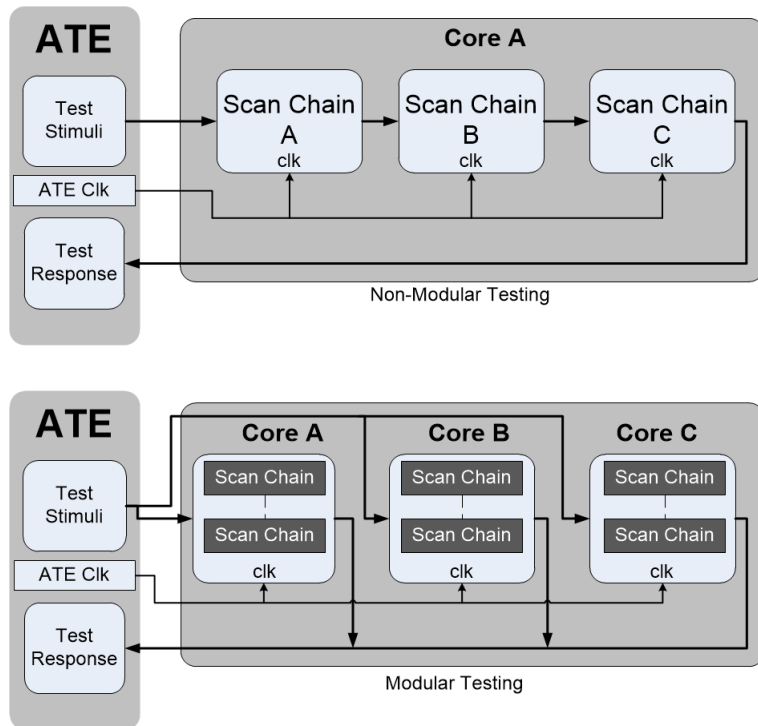 ATE
Core A
Test
Stimuli
Scan Chain
A
clk
Scan Chain
B
clk
Scan Chain
C
clk
ATE Clk
Test
Response
Non-Modular Testing
ATE
Core A
Core B
Core C
Test
Stimuli
Scan Chain
Scan Chain
clk
Scan Chain
Scan Chain
clk
Scan Chain
Scan Chain
clk
ATE Clk
Test
Response
Modular Testing